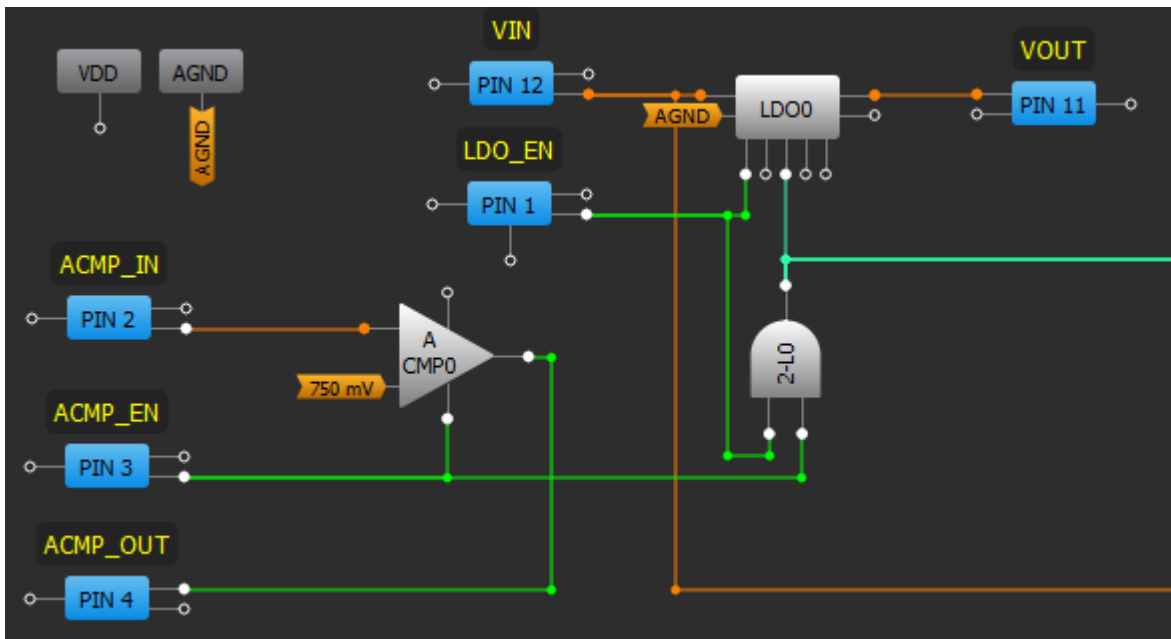 VIN
VOUT
VDD
AGND
PIN 12
LDO0
PIN 11
AGND
AGND
LDO_EN
PIN 1
ACMP_IN
PIN 2
A
CMP0
750 mV
2-L0
ACMP_EN
PIN 3
ACMP_OUT
PIN 4